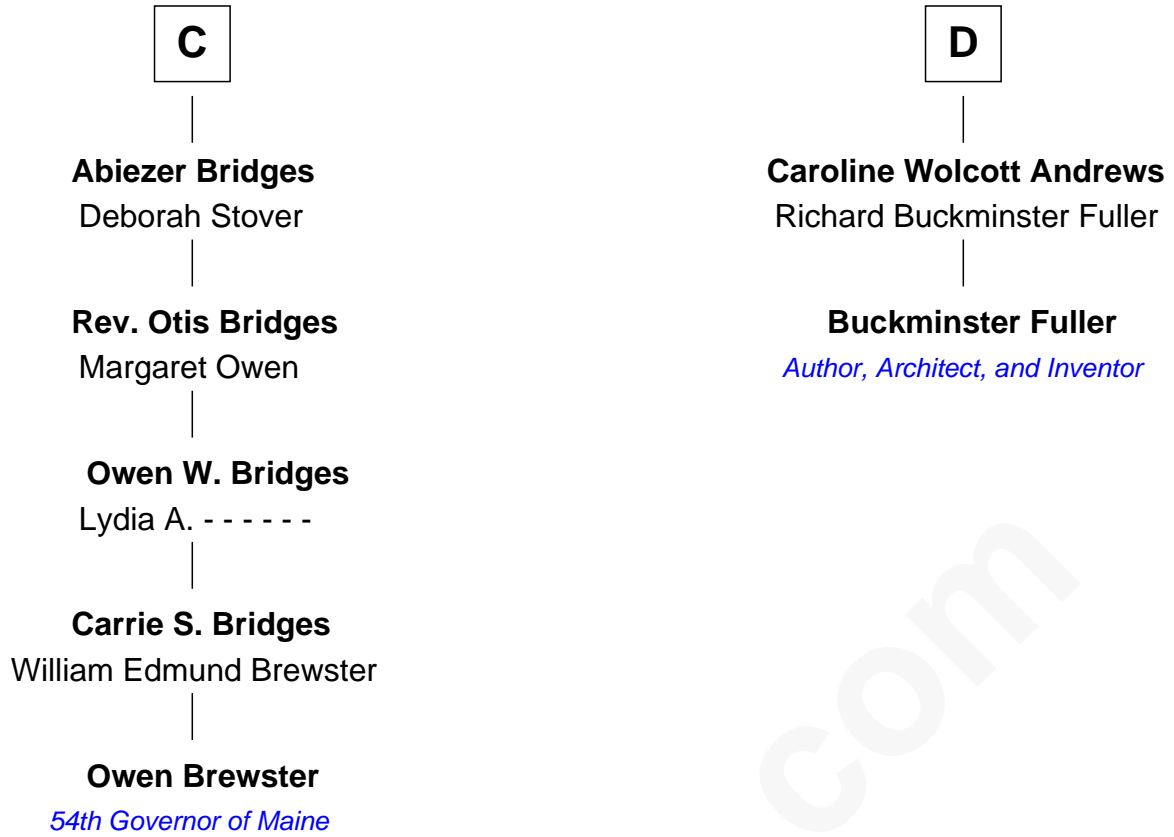 C
Abiezer Bridges
Deborah Stover
Rev. Otis Bridges
Margaret Owen
Owen W. Bridges
Lydia A. - - - - - -
Carrie S. Bridges
William Edmund Brewster
Owen Brewster
54th Governor of Maine
D
Caroline Wolcott Andrews
Richard Buckminster Fuller
Buckminster Fuller
Author, Architect, and Inventor
com